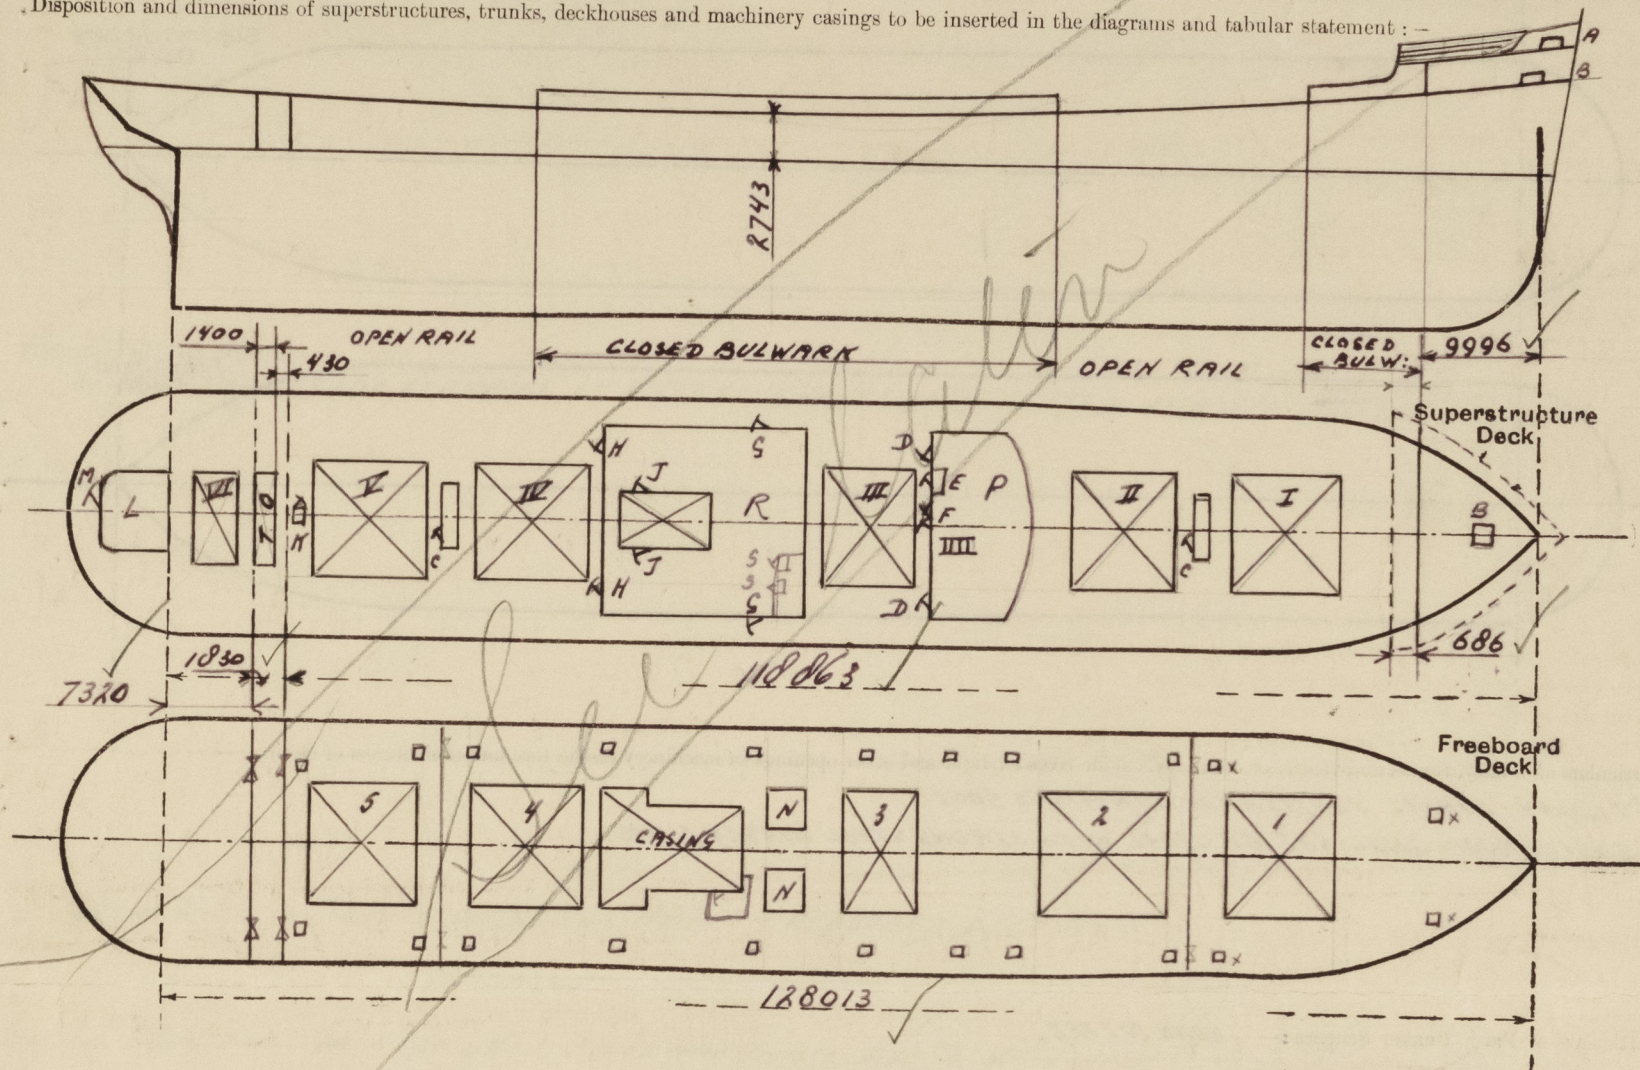 Disposition and dimensions of superstructures, trunks, deckhouses and machinery casings to be inserted in the diagrams and tabular statement :—
A
B
2743
1400
OPEN RAIL
430
CLOSED BULWARK
OPEN RAIL
CLOSED
BULW:
9996
Superstructure
Deck
M
L
VI
T O
K
V
C
IV
H
H
J
J
G
R
S
S
G
III
D
E
F
P
IIII
D
II
C
I
B
1830
7320
118863
686
Freeboard
Deck
5
4
CASING
N
N
3
2
1
x
x
x
x
128013